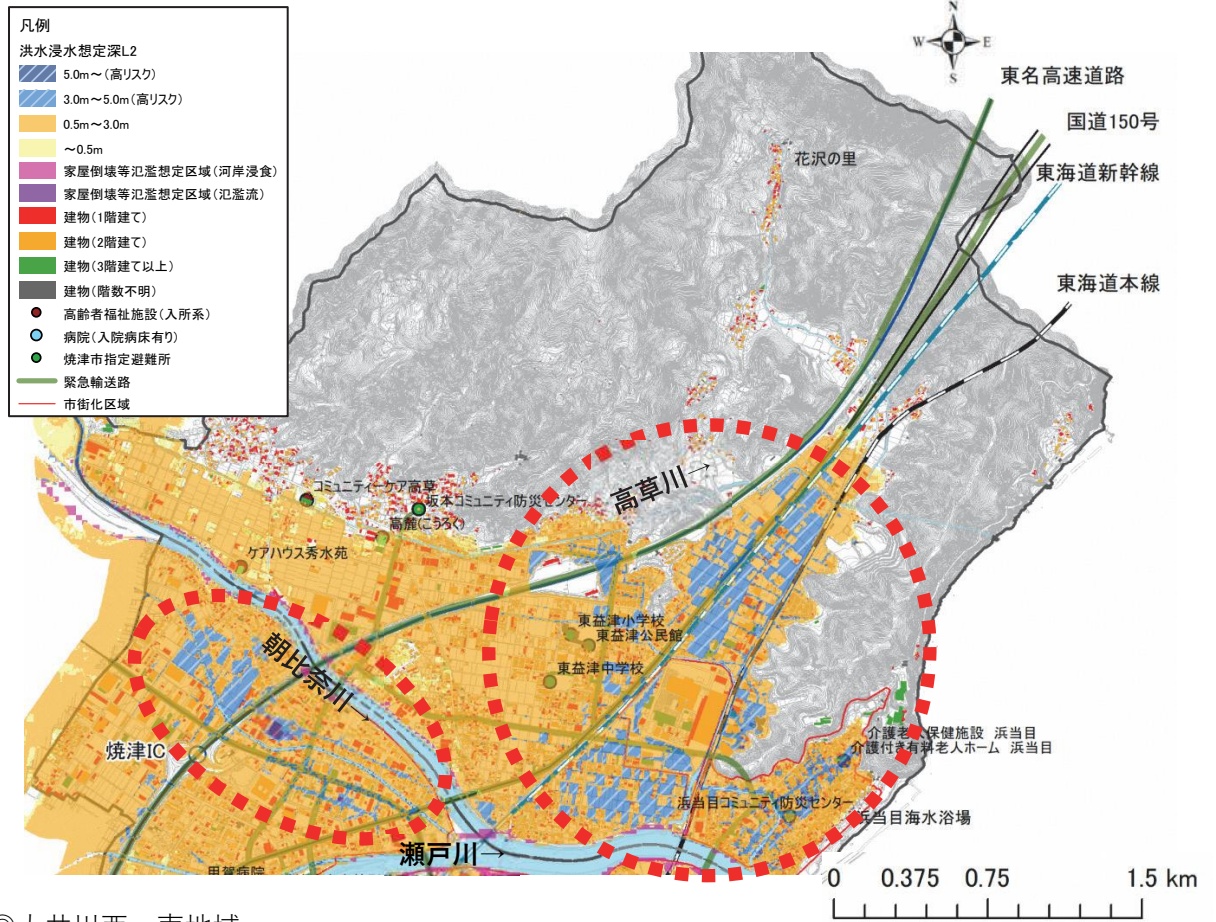 凡例
洪水浸水想定深L2
5.0m～(高リスク)
3.0m～5.0m(高リスク)
0.5m～3.0m
～0.5m
家屋倒壊等氾濫想定区域(河岸浸食)
家屋倒壊等氾濫想定区域(氾濫流)
建物(1階建て)
建物(2階建て)
建物(3階建て以上)
建物(階数不明)
高齢者福祉施設(入所系)
病院(入院病床有り)
焼津市指定避難所
緊急輸送路
市街化区域
N
W
E
S
東名高速道路
国道150号
花沢の里
東海道新幹線
東海道本線
高草川→
コミュニティーケア高草
坂本コミュニティ防災センター
高麓(こうろく)
ケアハウス秀水苑
東益津小学校
東益津公民館
朝比奈川→
東益津中学校
介護老人保健施設 浜当目
介護付き有料老人ホーム 浜当目
焼津IC
浜当目コミュニティ防災センター
浜当目海水浴場
瀬戸川→
甲賀病院
0 0.375 0.75 1.5 km